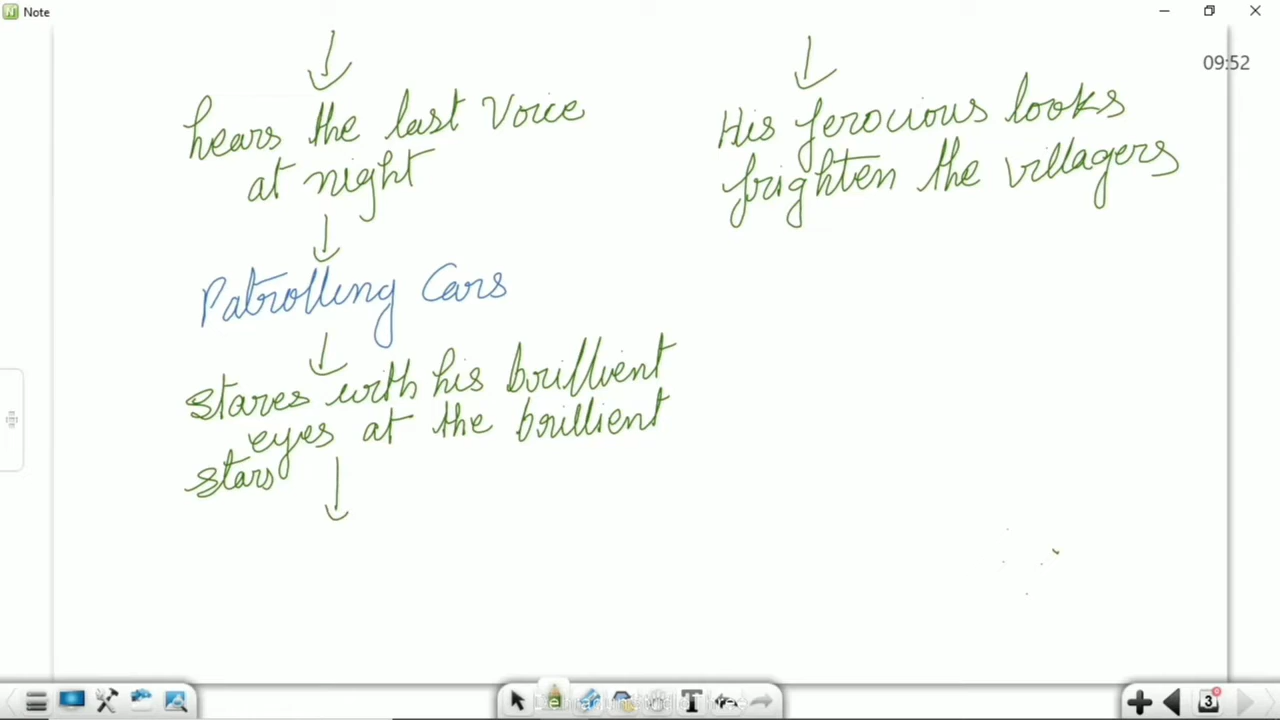 Note
09:52
hears the last Voice
at night
Patrolling Cars
stares with his brillient
eyes at the brillient
stars
His ferocious looks
frighten the villagers
3